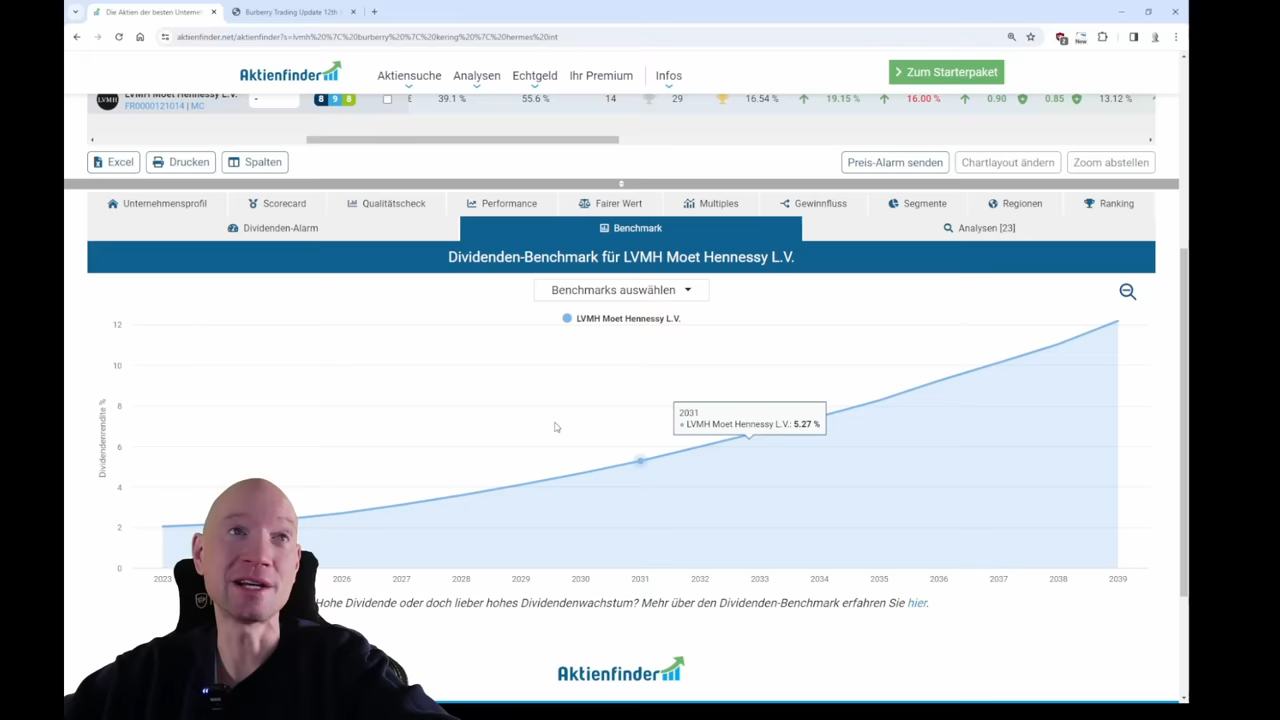 Die Aktien der besten Unterne
Burberry Trading Update 12th
aktienfinder.net/aktienfinder?s=lvmh%20%7C%20burberry%20%7C%20kering%20%7C%20hermes%20int
New
Aktienfinder
Aktiensuche Analysen Echtgeld Ihr Premium Infos
Zum Starterpaket
LVMH Moet Hennessy L.V.
LVMH
FR0000121014 | MC
- 8 9 8 E 39.1 % 55.6 % 14 29 16.54 % 19.15 % 16.00 % 0.90 0.85 13.12 %
Excel Drucken Spalten Preis-Alarm senden Chartlayout ändern Zoom abstellen
Unternehmensprofil Scorecard Qualitätscheck Performance Fairer Wert Multiples Gewinnfluss Segmente Regionen Ranking
Dividenden-Alarm Benchmark Analysen [23]
Dividenden-Benchmark für LVMH Moet Hennessy L.V.
Benchmarks auswählen
LVMH Moet Hennessy L.V.
12
10
8
6
4
2
0
Dividendenrendite %
2031
LVMH Moet Hennessy L.V.: 5.27 %
2023 2026 2027 2028 2029 2030 2031 2032 2033 2034 2035 2036 2037 2038 2039
Hohe Dividende oder doch lieber hohes Dividendenwachstum? Mehr über den Dividenden-Benchmark erfahren Sie hier.
Aktienfinder